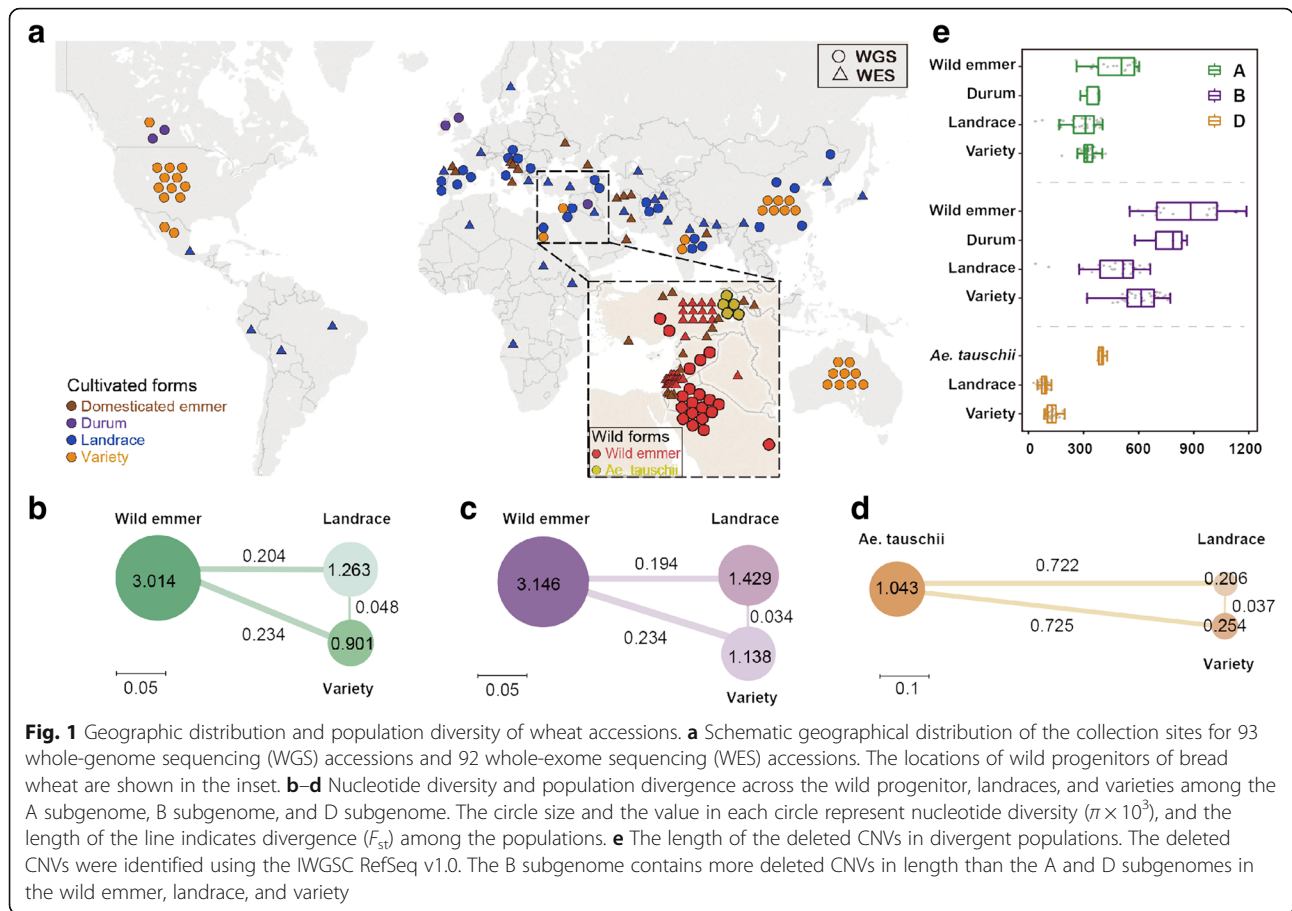 a
WGS
WES
Cultivated forms
Domesticated emmer
Durum
Landrace
Variety
Wild forms
Wild emmer
Ae. tauschii
e
Wild emmer
Durum
Landrace
Variety
Wild emmer
Durum
Landrace
Variety
Ae. tauschii
Landrace
Variety
A
B
D
0 300 600 900 1200
b
Wild emmer
Landrace
3.014
0.204
1.263
0.048
0.234
0.901
0.05
Variety
c
Wild emmer
Landrace
3.146
0.194
1.429
0.034
0.234
1.138
0.05
Variety
d
Ae. tauschii
Landrace
1.043
0.722
0.206
0.037
0.725
0.254
0.1
Variety
Fig. 1 Geographic distribution and population diversity of wheat accessions. a Schematic geographical distribution of the collection sites for 93
whole-genome sequencing (WGS) accessions and 92 whole-exome sequencing (WES) accessions. The locations of wild progenitors of bread
wheat are shown in the inset. b–d Nucleotide diversity and population divergence across the wild progenitor, landraces, and varieties among the
A subgenome, B subgenome, and D subgenome. The circle size and the value in each circle represent nucleotide diversity (π × 10³), and the
length of the line indicates divergence (Fst) among the populations. e The length of the deleted CNVs in divergent populations. The deleted
CNVs were identified using the IWGSC RefSeq v1.0. The B subgenome contains more deleted CNVs in length than the A and D subgenomes in
the wild emmer, landrace, and variety